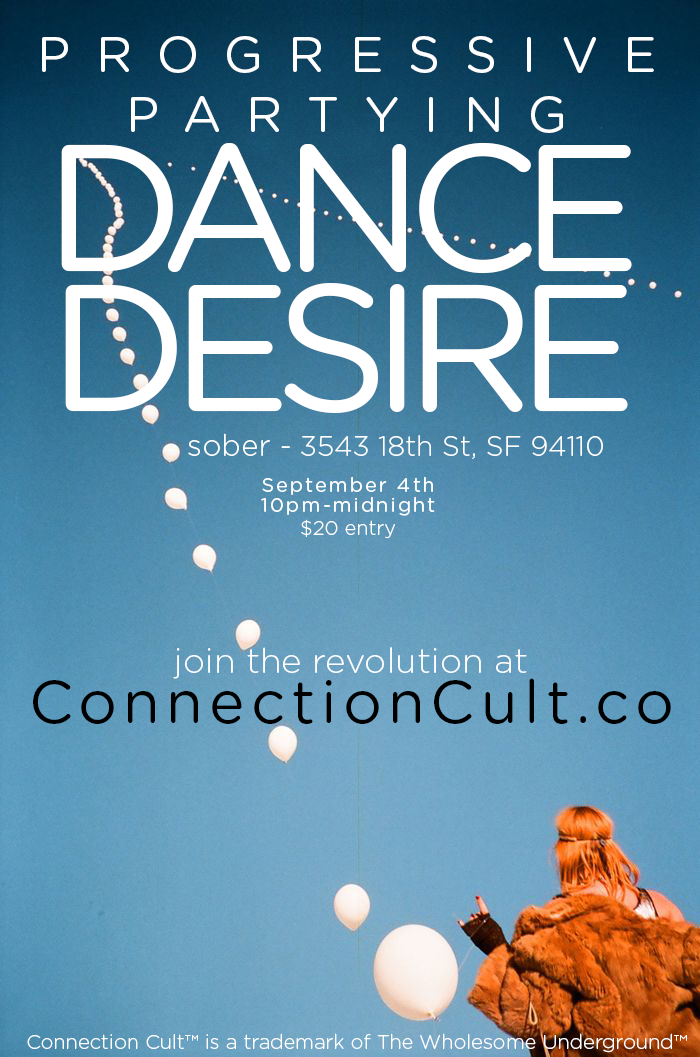 PROGRESSIVE
PARTYING
DANCE
DESIRE
sober - 3543 18th St, SF 94110
September 4th
10pm-midnight
$20 entry
join the revolution at
ConnectionCult.co
Connection Cult™ is a trademark of The Wholesome Underground™